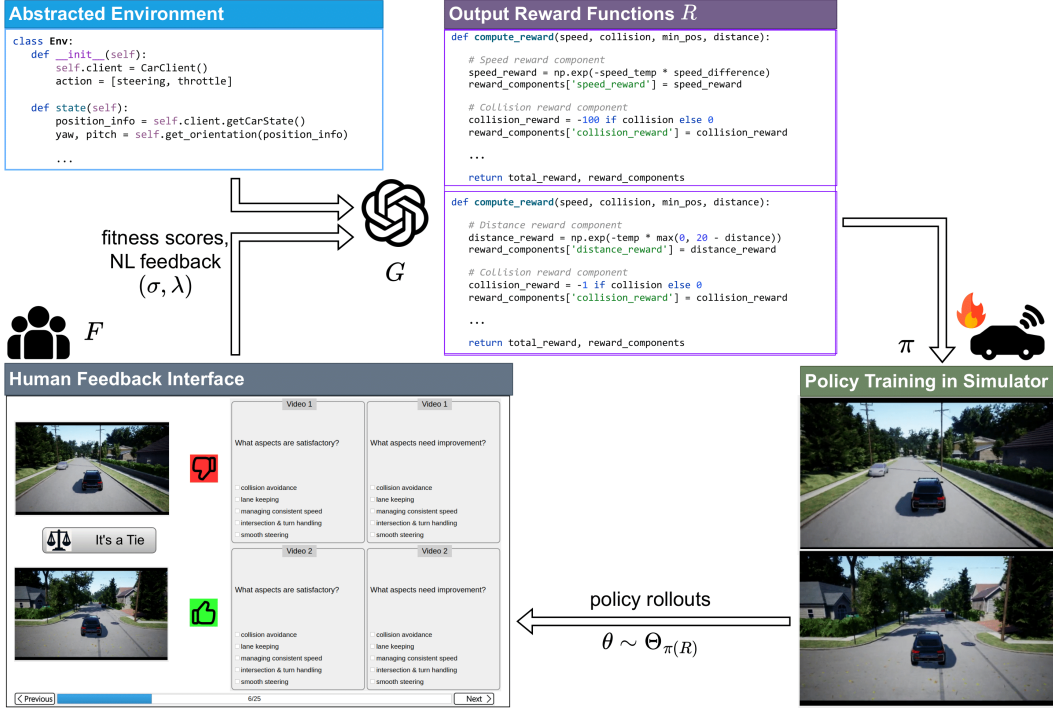 Abstracted Environment
class Env:
def __init__(self):
self.client = CarClient()
action = [steering, throttle]
def state(self):
position_info = self.client.getCarState()
yaw, pitch = self.get_orientation(position_info)
...
Output Reward Functions R
def compute_reward(speed, collision, min_pos, distance):
# Speed reward component
speed_reward = np.exp(-speed_temp * speed_difference)
reward_components['speed_reward'] = speed_reward
# Collision reward component
collision_reward = -100 if collision else 0
reward_components['collision_reward'] = collision_reward
...
return total_reward, reward_components
def compute_reward(speed, collision, min_pos, distance):
# Distance reward component
distance_reward = np.exp(-temp * max(0, 20 - distance))
reward_components['distance_reward'] = distance_reward
# Collision reward component
collision_reward = -1 if collision else 0
reward_components['collision_reward'] = collision_reward
...
return total_reward, reward_components
fitness scores,
NL feedback
(σ, λ)
G
F
π
Human Feedback Interface
Video 1
What aspects are satisfactory?
collision avoidance
lane keeping
managing consistent speed
intersection & turn handling
smooth steering
Video 1
What aspects need improvement?
collision avoidance
lane keeping
managing consistent speed
intersection & turn handling
smooth steering
It's a Tie
Video 2
What aspects are satisfactory?
collision avoidance
lane keeping
managing consistent speed
intersection & turn handling
smooth steering
Video 2
What aspects need improvement?
collision avoidance
lane keeping
managing consistent speed
intersection & turn handling
smooth steering
< Previous
6/25
Next >
policy rollouts
θ ∼ Θπ(R)
Policy Training in Simulator